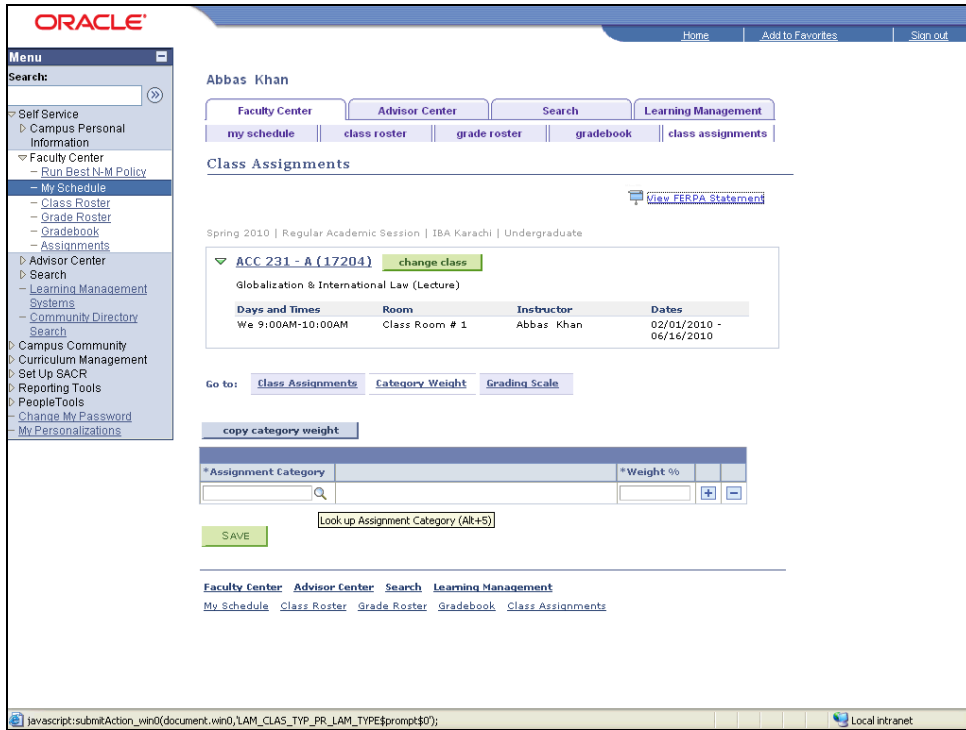 ORACLE
Home Add to Favorites Sign out
Menu
Search:
Self Service
Campus Personal
Information
Faculty Center
Run Best N-M Policy
My Schedule
Class Roster
Grade Roster
Gradebook
Assignments
Advisor Center
Search
Learning Management
Systems
Community Directory
Search
Campus Community
Curriculum Management
Set Up SACR
Reporting Tools
PeopleTools
Change My Password
My Personalizations
Abbas Khan
Faculty Center Advisor Center Search Learning Management
my schedule class roster grade roster gradebook class assignments
Class Assignments
View FERPA Statement
Spring 2010 | Regular Academic Session | IBA Karachi | Undergraduate
ACC 231 - A (17204) change class
Globalization & International Law (Lecture)
Days and Times Room Instructor Dates
We 9:00AM-10:00AM Class Room # 1 Abbas Khan 02/01/2010 -
06/16/2010
Go to: Class Assignments Category Weight Grading Scale
copy category weight
*Assignment Category *Weight %
Look up Assignment Category (Alt+5)
SAVE
Faculty Center Advisor Center Search Learning Management
My Schedule Class Roster Grade Roster Gradebook Class Assignments
javascript:submitAction_win0(document.win0,'LAM_CLAS_TYP_PR_LAM_TYPE$prompt$0'); Local intranet